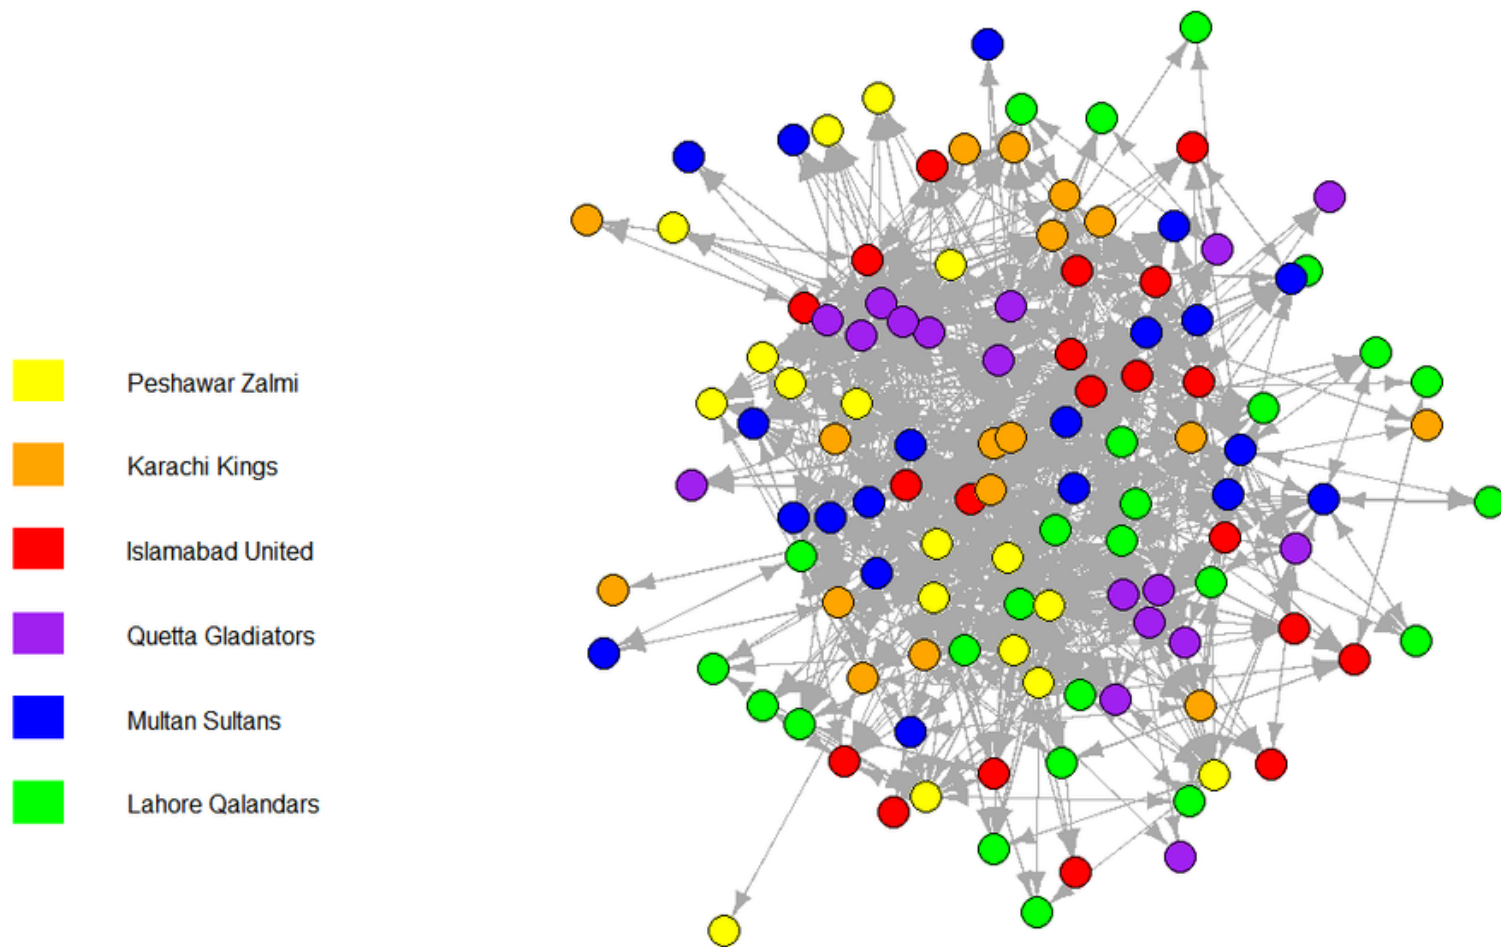 Peshawar Zalmi
Karachi Kings
Islamabad United
Quetta Gladiators
Multan Sultans
Lahore Qalandars